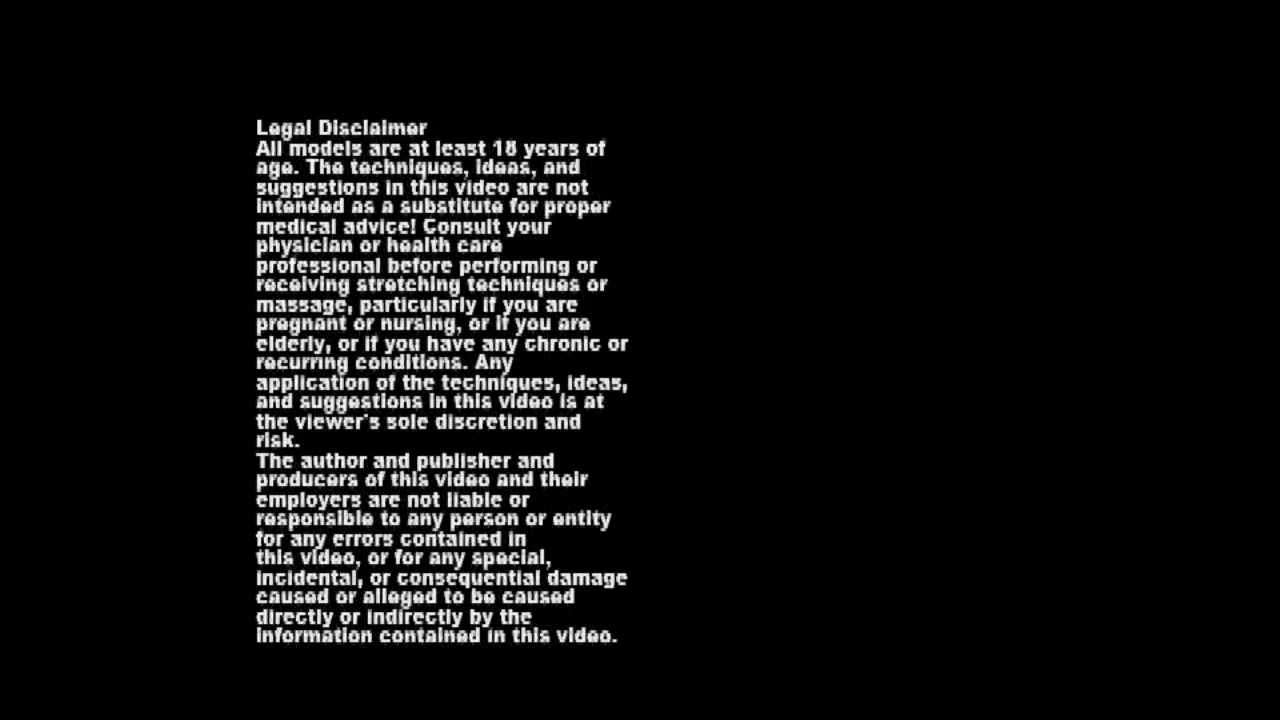 Legal Disclaimer
All models are at least 18 years of
age. The techniques, ideas, and
suggestions in this video are not
intended as a substitute for proper
medical advice! Consult your
physician or health care
professional before performing or
receiving stretching techniques or
massage, particularly if you are
pregnant or nursing, or if you are
elderly, or if you have any chronic or
recurring conditions. Any
application of the techniques, ideas,
and suggestions in this video is at
the viewer's sole discretion and
risk.
The author and publisher and
producers of this video and their
employers are not liable or
responsible to any person or entity
for any errors contained in
this video, or for any special,
incidental, or consequential damage
caused or alleged to be caused
directly or indirectly by the
information contained in this video.